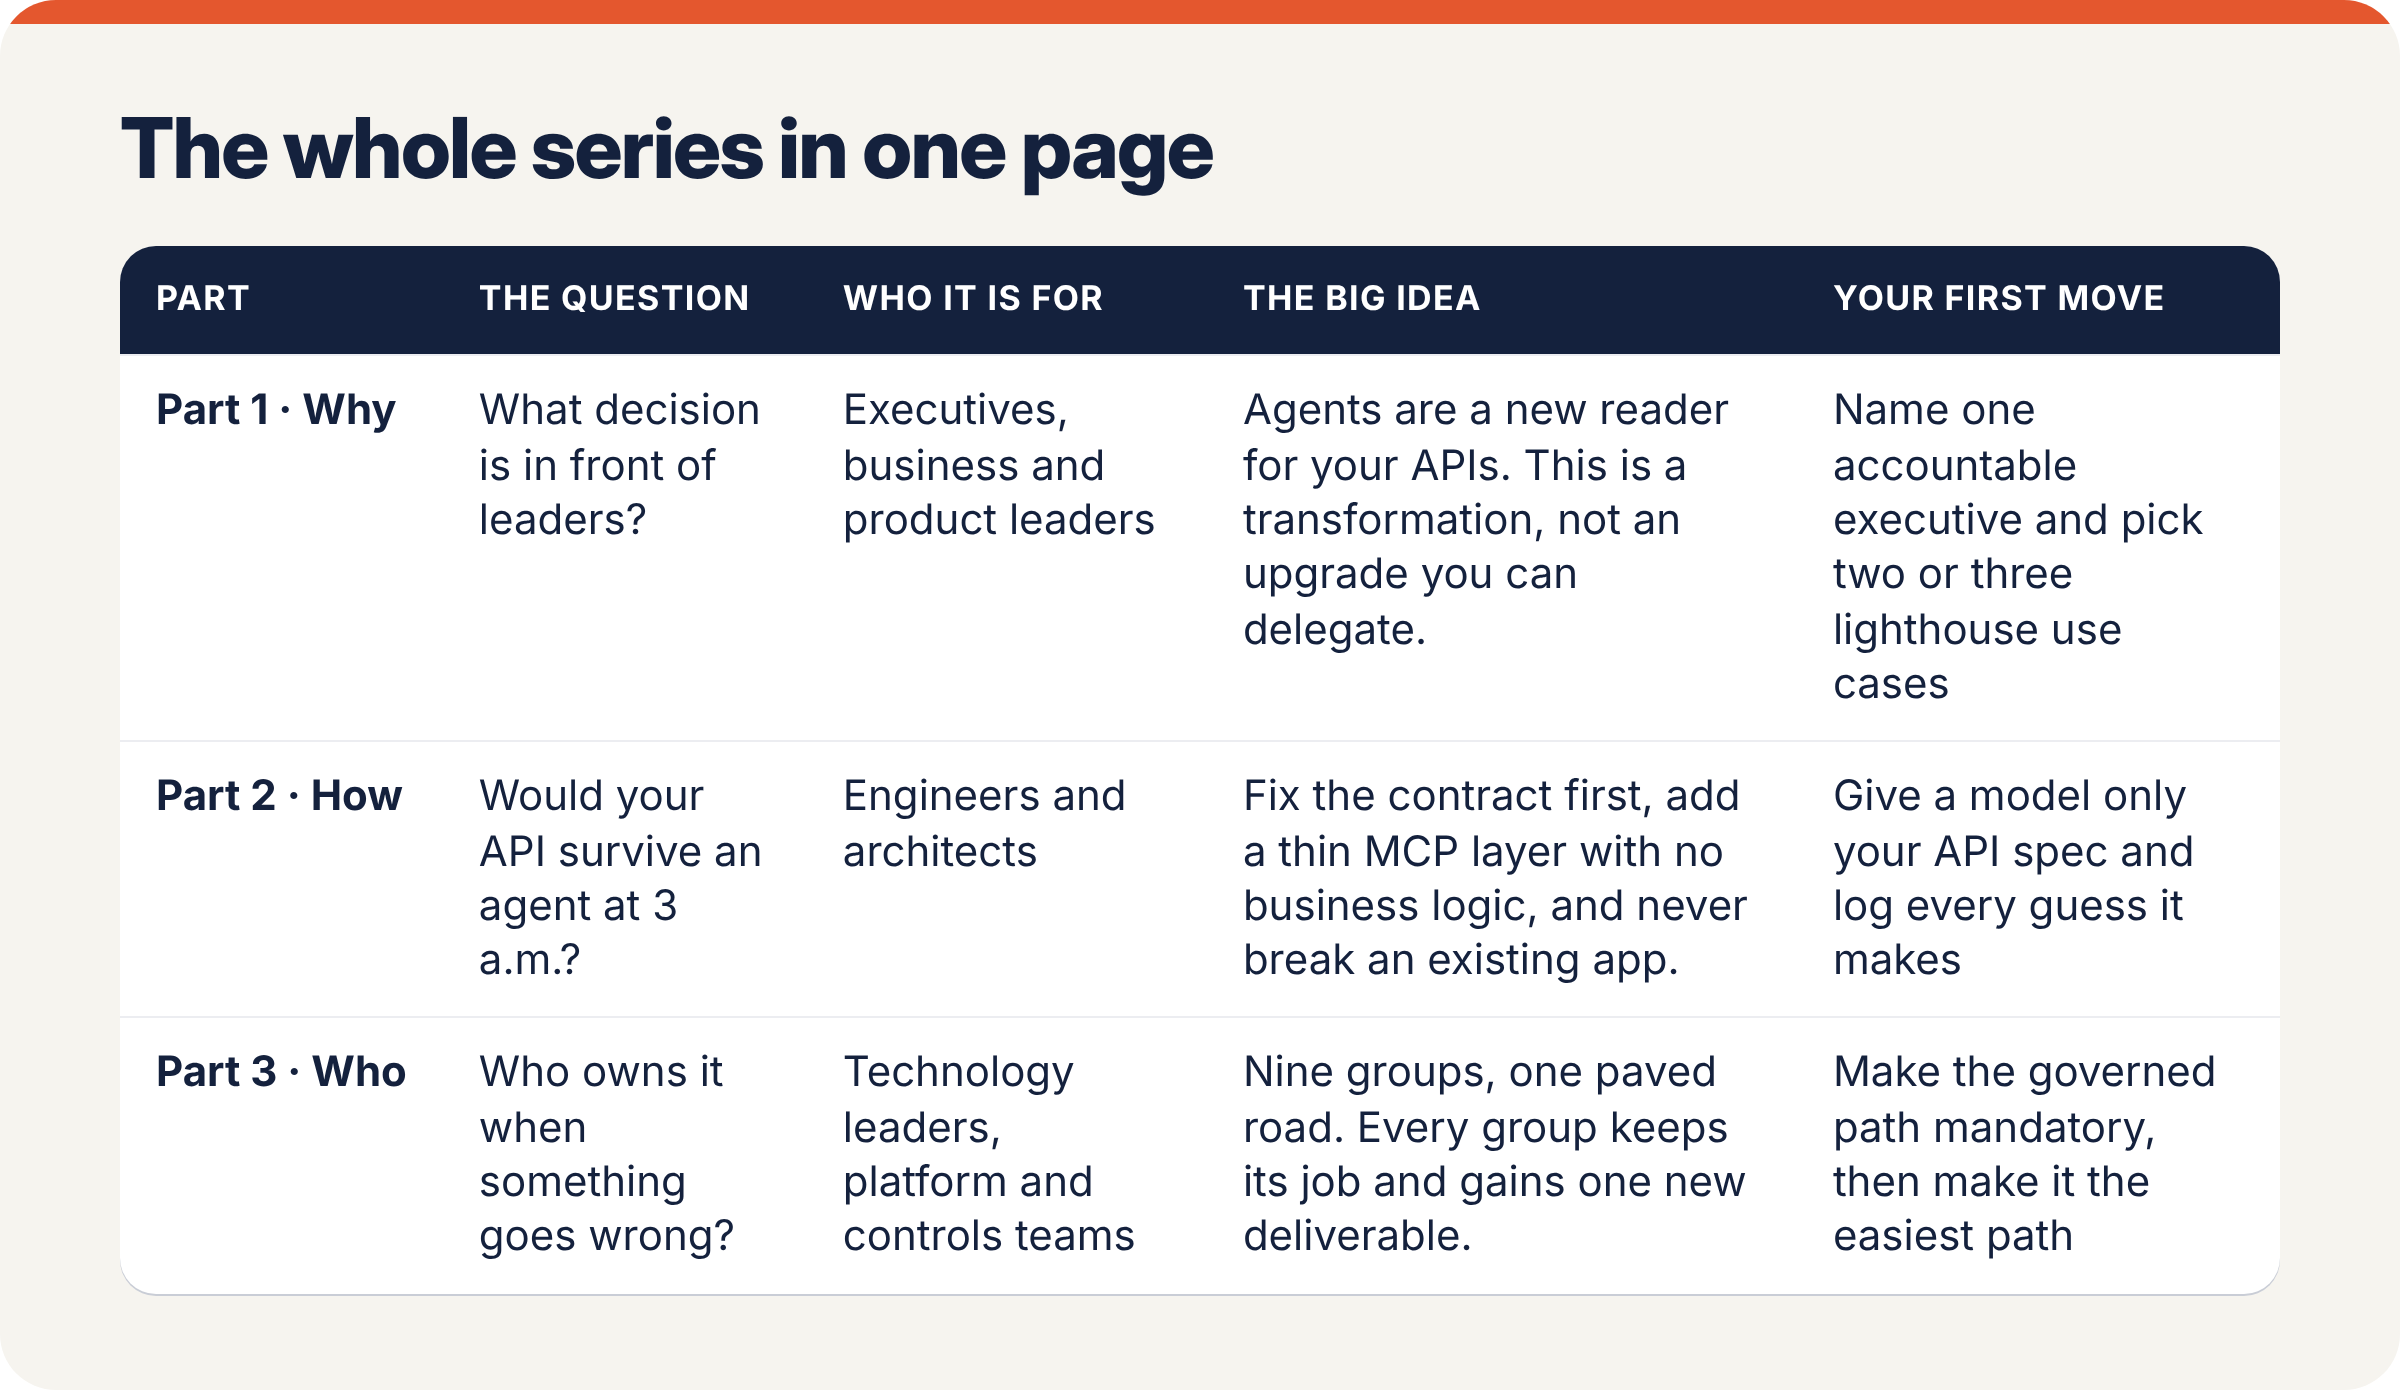 The whole series in one page
PART
THE QUESTION
WHO IT IS FOR
THE BIG IDEA
YOUR FIRST MOVE
Part 1 · Why
What decision
is in front of
leaders?
Executives,
business and
product leaders
Agents are a new reader
for your APIs. This is a
transformation, not an
upgrade you can
delegate.
Name one
accountable
executive and pick
two or three
lighthouse use
cases
Part 2 · How
Would your
API survive an
agent at 3
a.m.?
Engineers and
architects
Fix the contract first, add
a thin MCP layer with no
business logic, and never
break an existing app.
Give a model only
your API spec and
log every guess it
makes
Part 3 · Who
Who owns it
when
something
goes wrong?
Technology
leaders,
platform and
controls teams
Nine groups, one paved
road. Every group keeps
its job and gains one new
deliverable.
Make the governed
path mandatory,
then make it the
easiest path